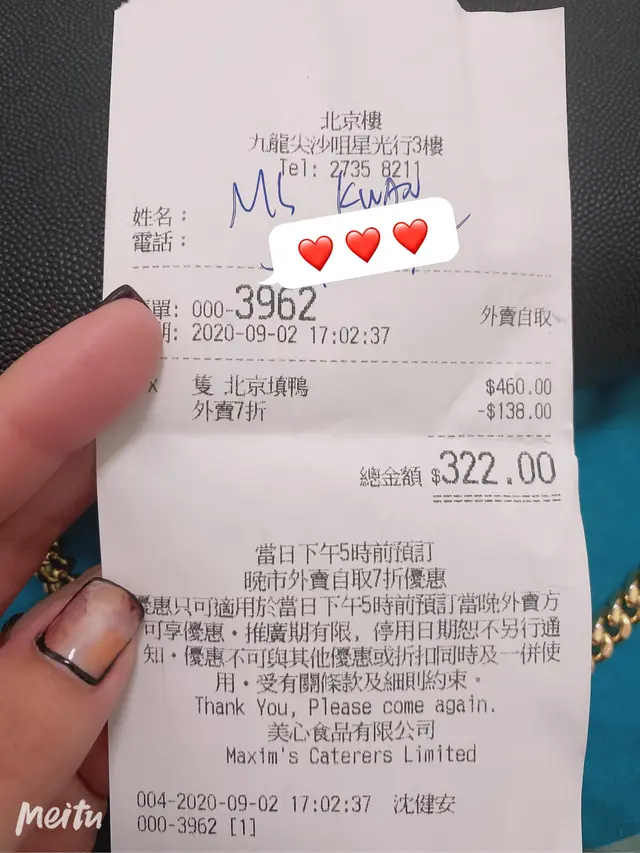 北京樓
九龍尖沙咀星光行3樓
Tel: 2735 8211
姓名： Ms KWAN
電話：
單: 000-3962 外賣自取
期: 2020-09-02 17:02:37
x 隻 北京填鴨 $460.00
外賣7折 -$138.00
總金額 $322.00
當日下午5時前預訂
晚市外賣自取7折優惠
優惠只可適用於當日下午5時前預訂當晚外賣方
可享優惠。推廣期有限, 停用日期恕不另行通
知。優惠不可與其他優惠或折扣同時及一併使
用。受有關條款及細則約束。
Thank You, Please come again.
美心食品有限公司
Maxim's Caterers Limited
004-2020-09-02 17:02:37 沈健安
000-3962 [1]
Meitu